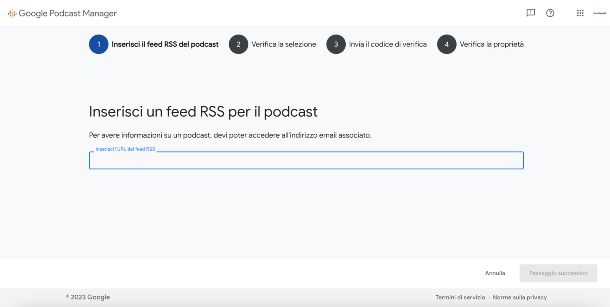 Google Podcast Manager
1 Inserisci il feed RSS del podcast 2 Verifica la selezione 3 Invia il codice di verifica 4 Verifica la proprietà
Inserisci un feed RSS per il podcast
Per avere informazioni su un podcast, devi poter accedere all'indirizzo email associato.
Inserisci l'URL del feed RSS
Annulla Passaggio successivo
© 2023 Google Termini di servizio · Norme sulla privacy